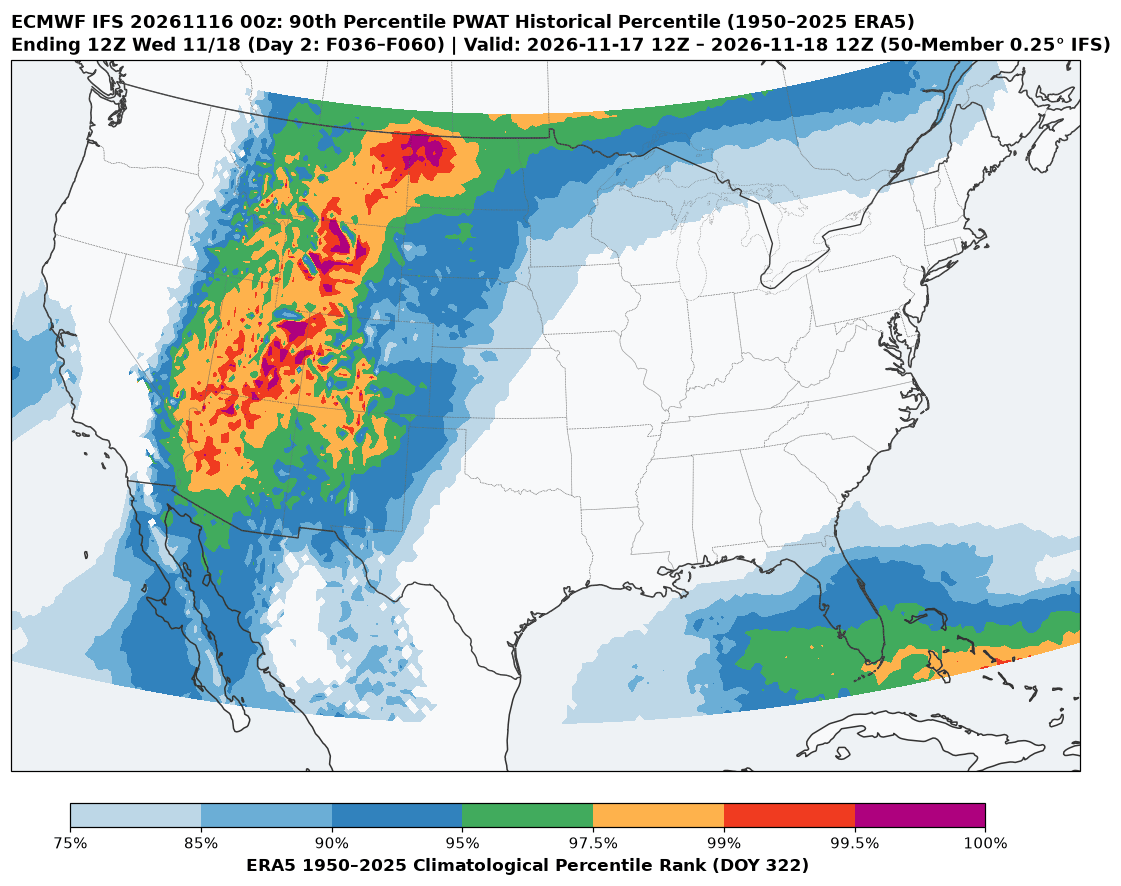 ECMWF IFS 20261116 00z: 90th Percentile PWAT Historical Percentile (1950–2025 ERA5)
Ending 12Z Wed 11/18 (Day 2: F036–F060) | Valid: 2026-11-17 12Z – 2026-11-18 12Z (50-Member 0.25° IFS)
75% 85% 90% 95% 97.5% 99% 99.5% 100%
ERA5 1950–2025 Climatological Percentile Rank (DOY 322)